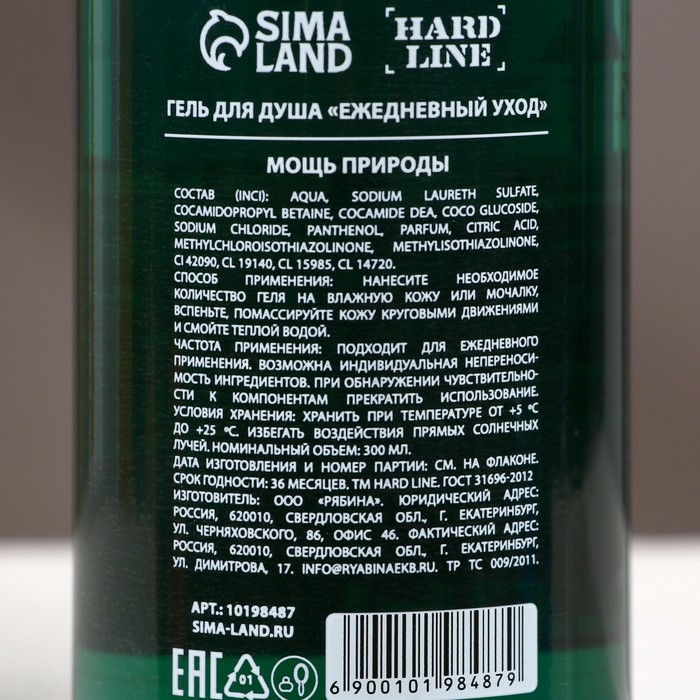 SIMA LAND
HARD LINE
ГЕЛЬ ДЛЯ ДУША «ЕЖЕДНЕВНЫЙ УХОД»
МОЩЬ ПРИРОДЫ
СОСТАВ (INCI): AQUA, SODIUM LAURETH SULFATE,
COCAMIDOPROPYL BETAINE, COCAMIDE DEA, COCO GLUCOSIDE,
SODIUM CHLORIDE, PANTHENOL, PARFUM, CITRIC ACID,
METHYLCHLOROISOTHIAZOLINONE, METHYLISOTHIAZOLINONE,
CI 42090, CL 19140, CL 15985, CL 14720.
СПОСОБ ПРИМЕНЕНИЯ: НАНЕСИТЕ НЕОБХОДИМОЕ
КОЛИЧЕСТВО ГЕЛЯ НА ВЛАЖНУЮ КОЖУ ИЛИ МОЧАЛКУ,
ВСПЕНЬТЕ, ПОМАССИРУЙТЕ КОЖУ КРУГОВЫМИ ДВИЖЕНИЯМИ
И СМОЙТЕ ТЕПЛОЙ ВОДОЙ.
ЧАСТОТА ПРИМЕНЕНИЯ: ПОДХОДИТ ДЛЯ ЕЖЕДНЕВНОГО
ПРИМЕНЕНИЯ. ВОЗМОЖНА ИНДИВИДУАЛЬНАЯ НЕПЕРЕНОСИ-
МОСТЬ ИНГРЕДИЕНТОВ. ПРИ ОБНАРУЖЕНИИ ЧУВСТВИТЕЛЬНО-
СТИ К КОМПОНЕНТАМ ПРЕКРАТИТЬ ИСПОЛЬЗОВАНИЕ.
УСЛОВИЯ ХРАНЕНИЯ: ХРАНИТЬ ПРИ ТЕМПЕРАТУРЕ ОТ +5 °С
ДО +25 °С. ИЗБЕГАТЬ ВОЗДЕЙСТВИЯ ПРЯМЫХ СОЛНЕЧНЫХ
ЛУЧЕЙ. НОМИНАЛЬНЫЙ ОБЪЕМ: 300 МЛ.
ДАТА ИЗГОТОВЛЕНИЯ И НОМЕР ПАРТИИ: СМ. НА ФЛАКОНЕ.
СРОК ГОДНОСТИ: 36 МЕСЯЦЕВ. ТМ HARD LINE. ГОСТ 31696-2012
ИЗГОТОВИТЕЛЬ: ООО «РЯБИНА». ЮРИДИЧЕСКИЙ АДРЕС:
РОССИЯ, 620010, СВЕРДЛОВСКАЯ ОБЛ., Г. ЕКАТЕРИНБУРГ,
УЛ. ЧЕРНЯХОВСКОГО, 86, ОФИС 46. ФАКТИЧЕСКИЙ АДРЕС:
РОССИЯ, 620010, СВЕРДЛОВСКАЯ ОБЛ., Г. ЕКАТЕРИНБУРГ,
УЛ. ДИМИТРОВА, 17. INFO@RYABINAEKB.RU. ТР ТС 009/2011.
АРТ.: 10198487
SIMA-LAND.RU
EAC 01
6 900101 984879